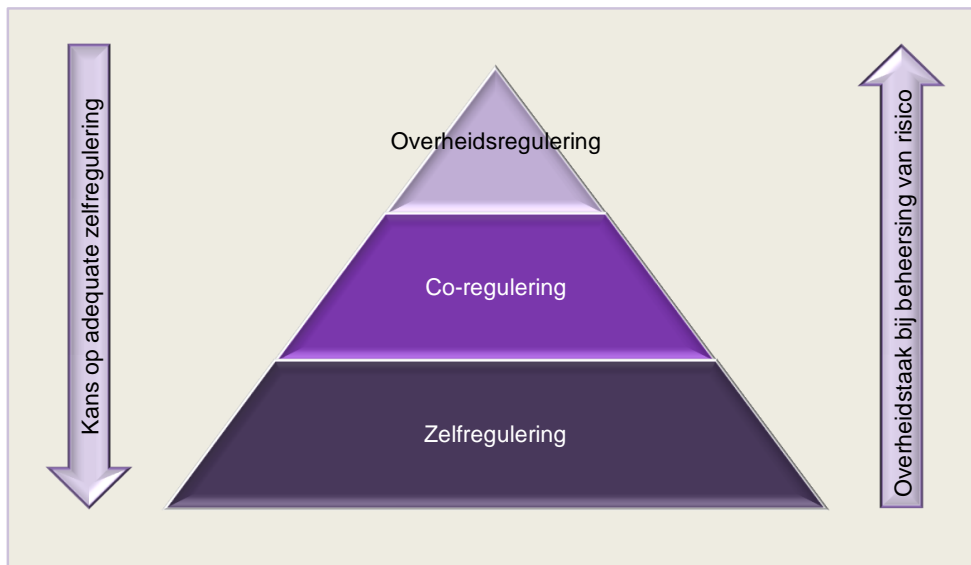 Kans op adequate zelfregulering
Overheidsregulering
Co-regulering
Zelfregulering
Overheidstaak bij beheersing van risico